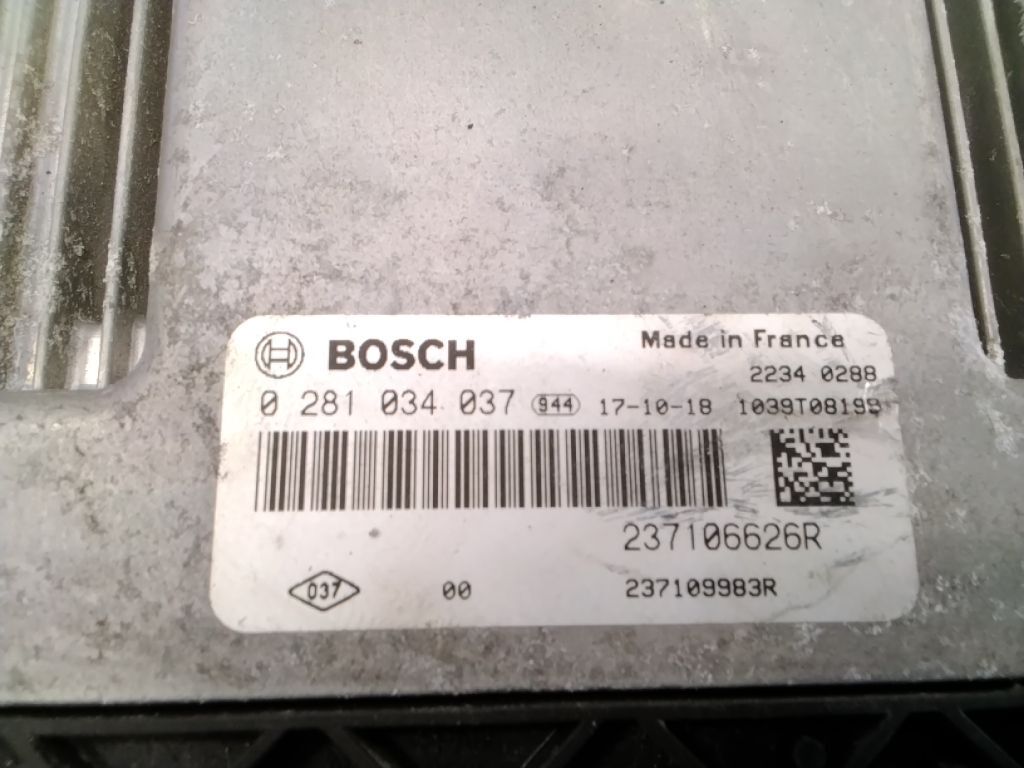 BOSCH
Made in France
2234 0288
0 281 034 037 944 17-10-18 1039T08199
237106626R
037 00 237109983R